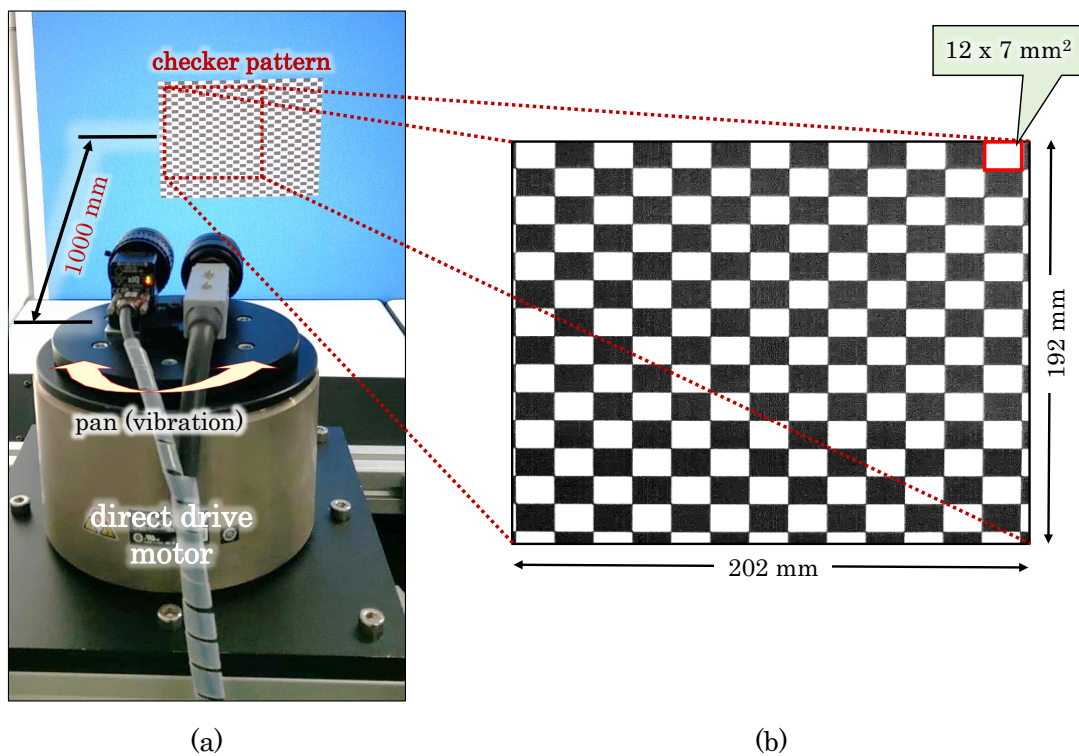 checker pattern
12 x 7 mm²
1000 mm
pan (vibration)
direct drive
motor
192 mm
202 mm
(a)
(b)